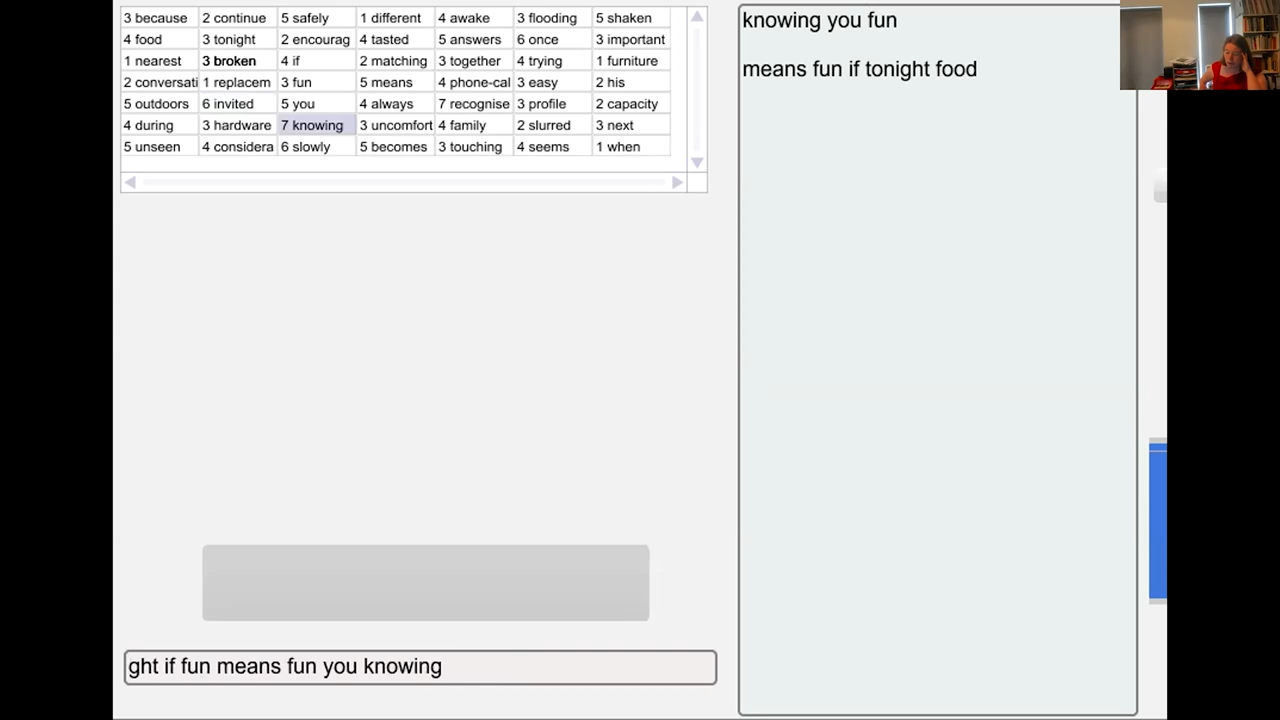 3 because 2 continue 5 safely 1 different 4 awake 3 flooding 5 shaken
4 food 3 tonight 2 encourag 4 tasted 5 answers 6 once 3 important
1 nearest 3 broken 4 if 2 matching 3 together 4 trying 1 furniture
2 conversati 1 replacem 3 fun 5 means 4 phone-cal 3 easy 2 his
5 outdoors 6 invited 5 you 4 always 7 recognise 3 profile 2 capacity
4 during 3 hardware 7 knowing 3 uncomfort 4 family 2 slurred 3 next
5 unseen 4 considera 6 slowly 5 becomes 3 touching 4 seems 1 when
ght if fun means fun you knowing
knowing you fun
means fun if tonight food